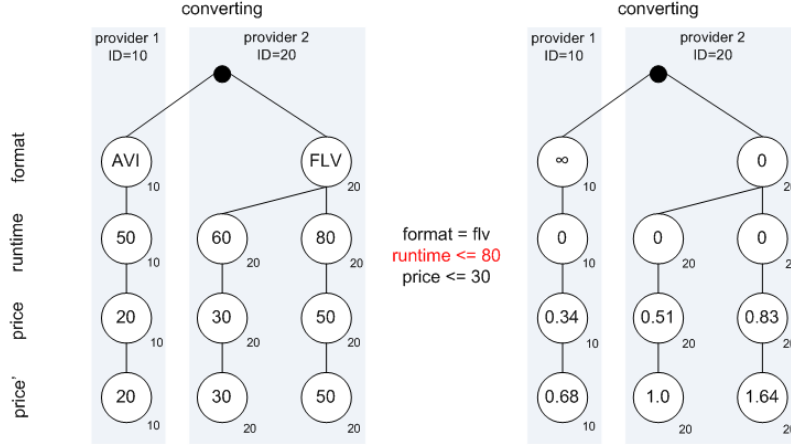 converting
provider 1
ID=10
provider 2
ID=20
format
AVI
10
FLV
20
runtime
50
10
60
20
80
20
price
20
10
30
20
50
20
price'
20
10
30
20
50
20
format = flv
runtime <= 80
price <= 30
converting
provider 1
ID=10
provider 2
ID=20
∞
10
0
20
0
10
0
20
0
0.34
10
0.51
20
0.83
0.68
10
1.0
20
1.64